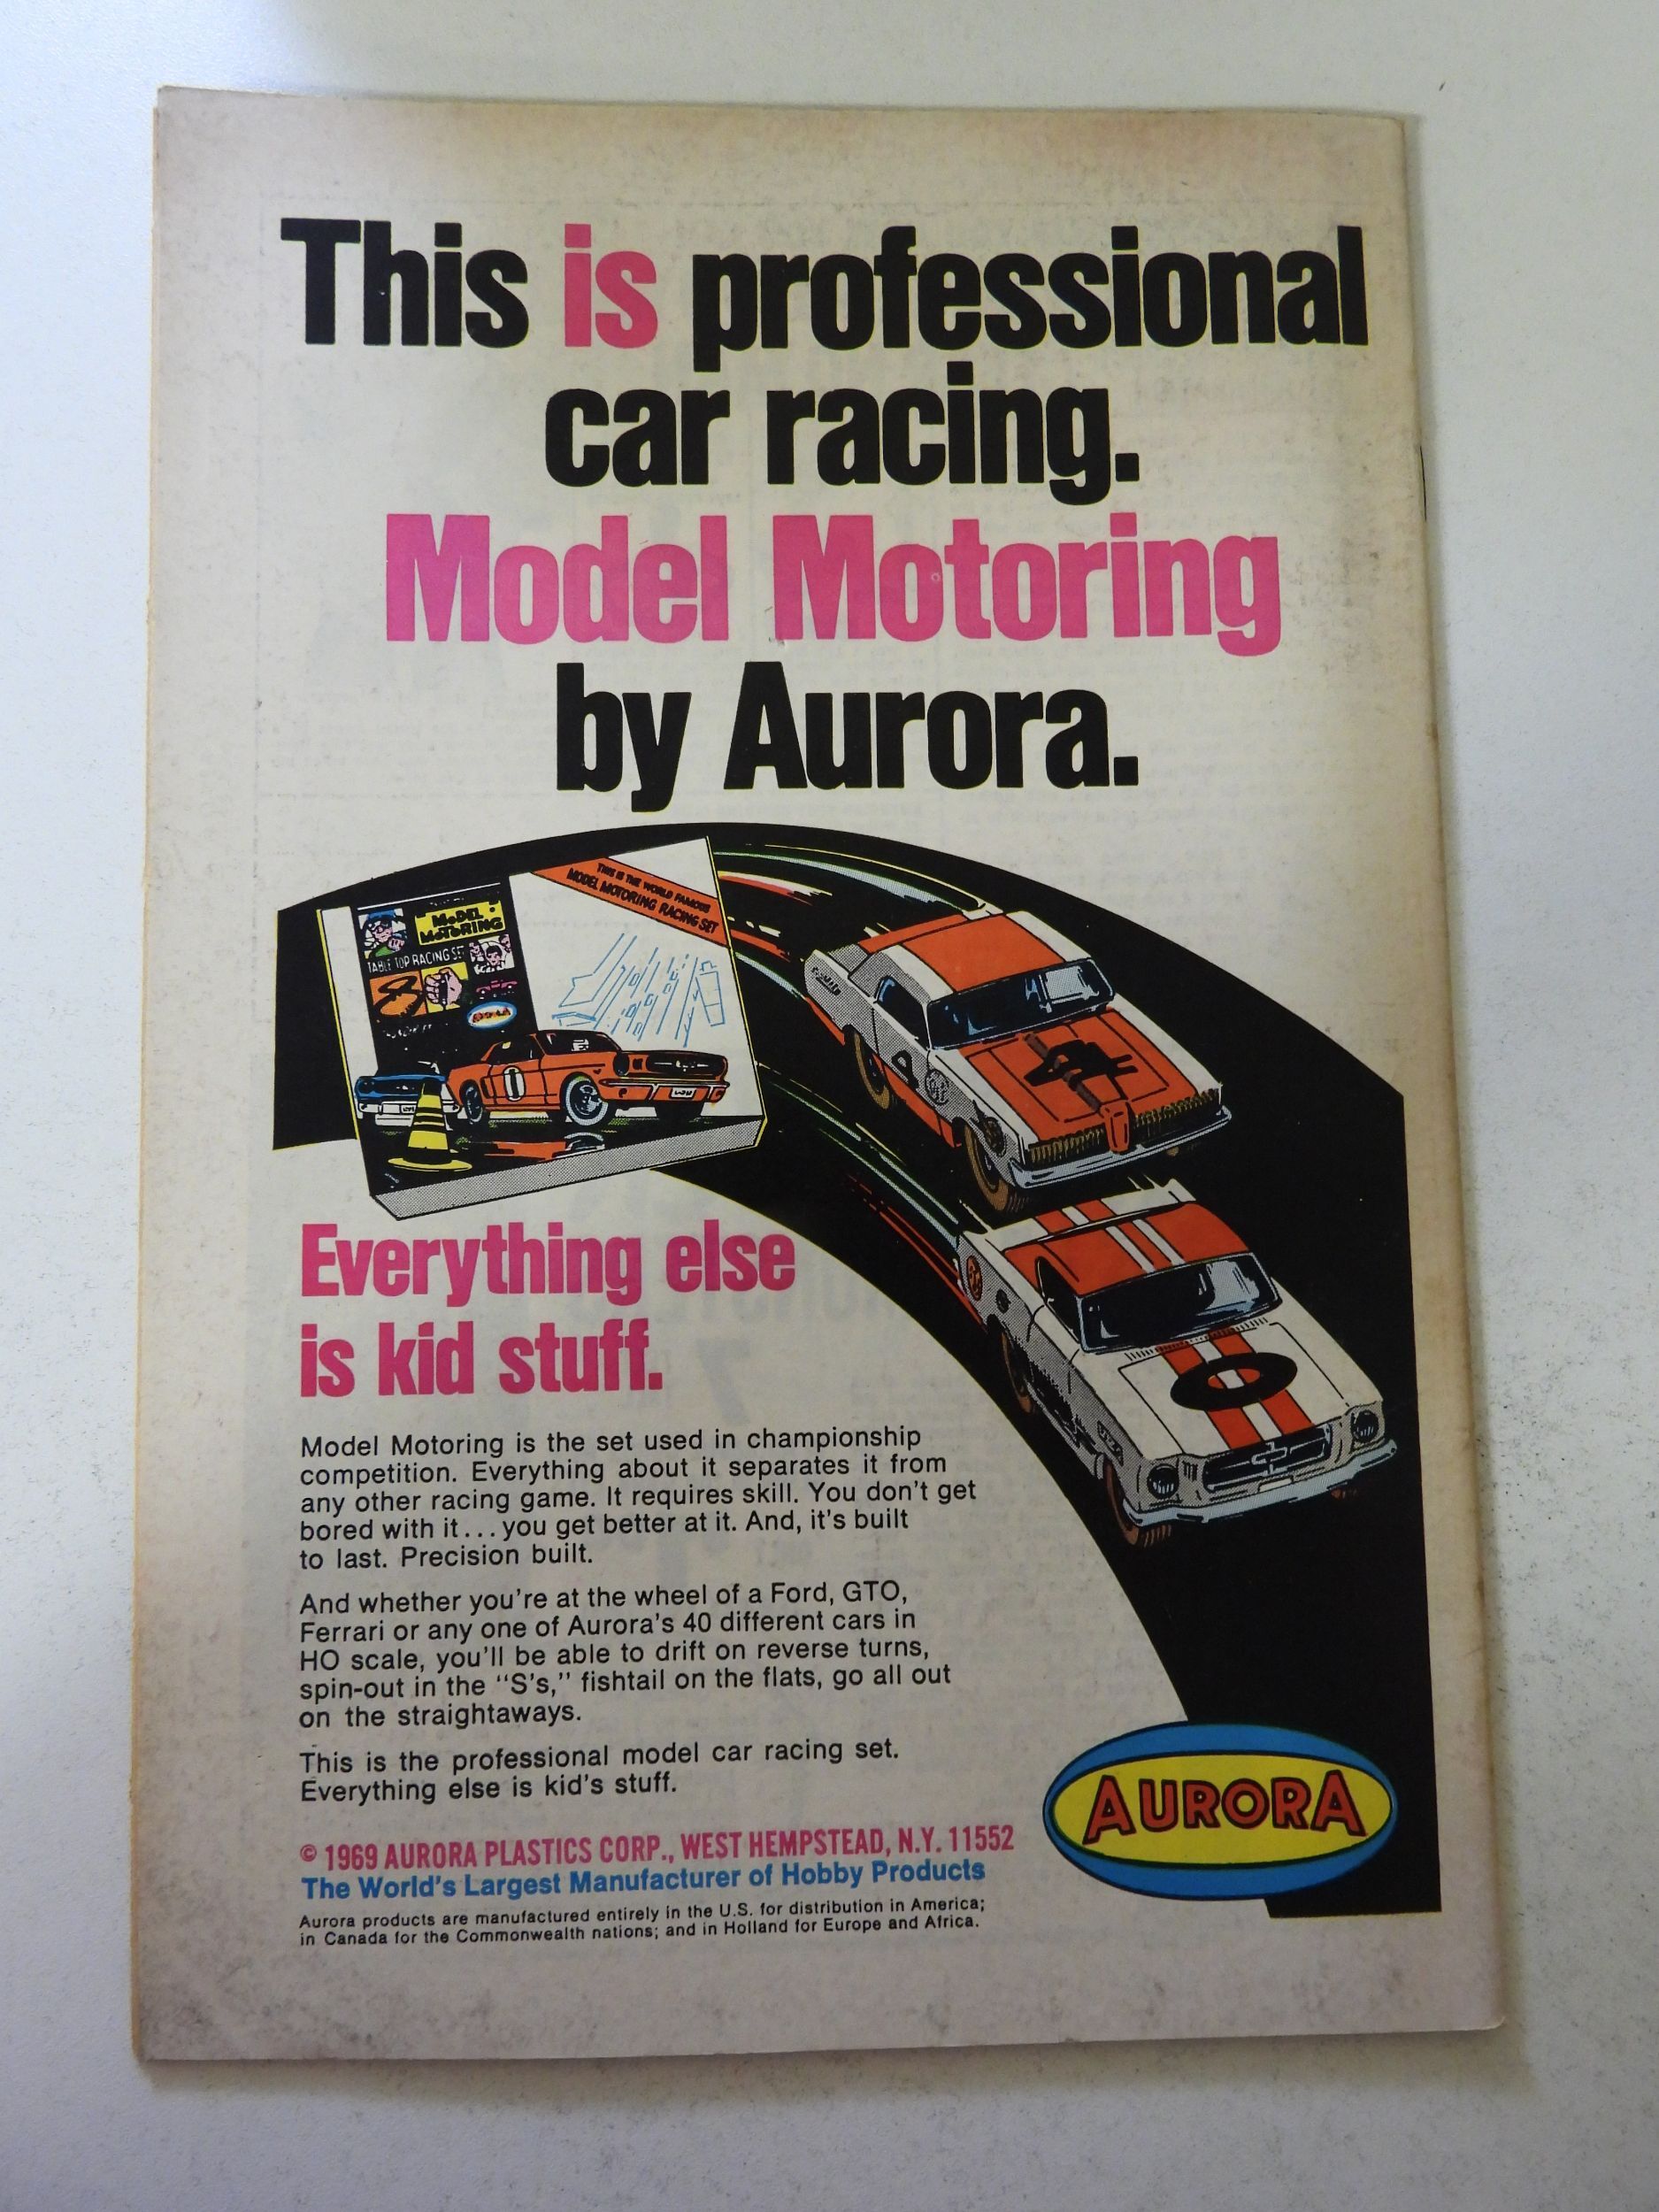 This is professional
car racing.
Model Motoring
by Aurora.
THIS IS THE WORLD FAMOUS
MODEL MOTORING RACING SET
MODEL
MOTORING
TABLE TOP RACING SET
AURORA
0
4
4
0
Everything else
is kid stuff.
Model Motoring is the set used in championship
competition. Everything about it separates it from
any other racing game. It requires skill. You don't get
bored with it...you get better at it. And, it's built
to last. Precision built.
And whether you're at the wheel of a Ford, GTO,
Ferrari or any one of Aurora's 40 different cars in
HO scale, you'll be able to drift on reverse turns,
spin-out in the "S's," fishtail on the flats, go all out
on the straightaways.
This is the professional model car racing set.
Everything else is kid's stuff.
© 1969 AURORA PLASTICS CORP., WEST HEMPSTEAD, N.Y. 11552
The World's Largest Manufacturer of Hobby Products
Aurora products are manufactured entirely in the U.S. for distribution in America;
in Canada for the Commonwealth nations; and in Holland for Europe and Africa.
AURORA